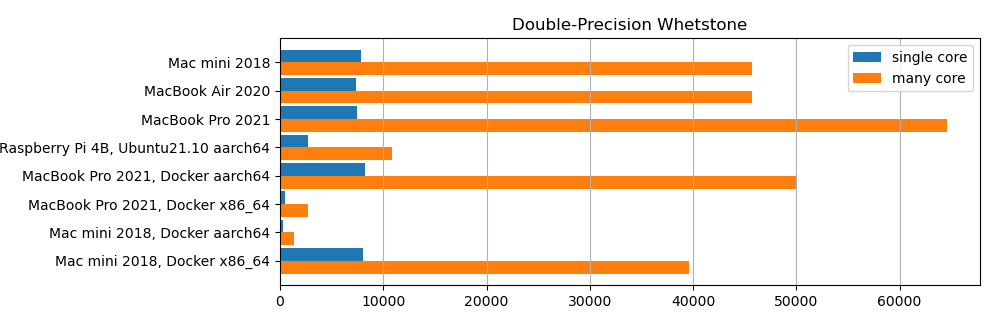 Double-Precision Whetstone
single core
many core
Mac mini 2018
MacBook Air 2020
MacBook Pro 2021
Raspberry Pi 4B, Ubuntu21.10 aarch64
MacBook Pro 2021, Docker aarch64
MacBook Pro 2021, Docker x86_64
Mac mini 2018, Docker aarch64
Mac mini 2018, Docker x86_64
0 10000 20000 30000 40000 50000 60000